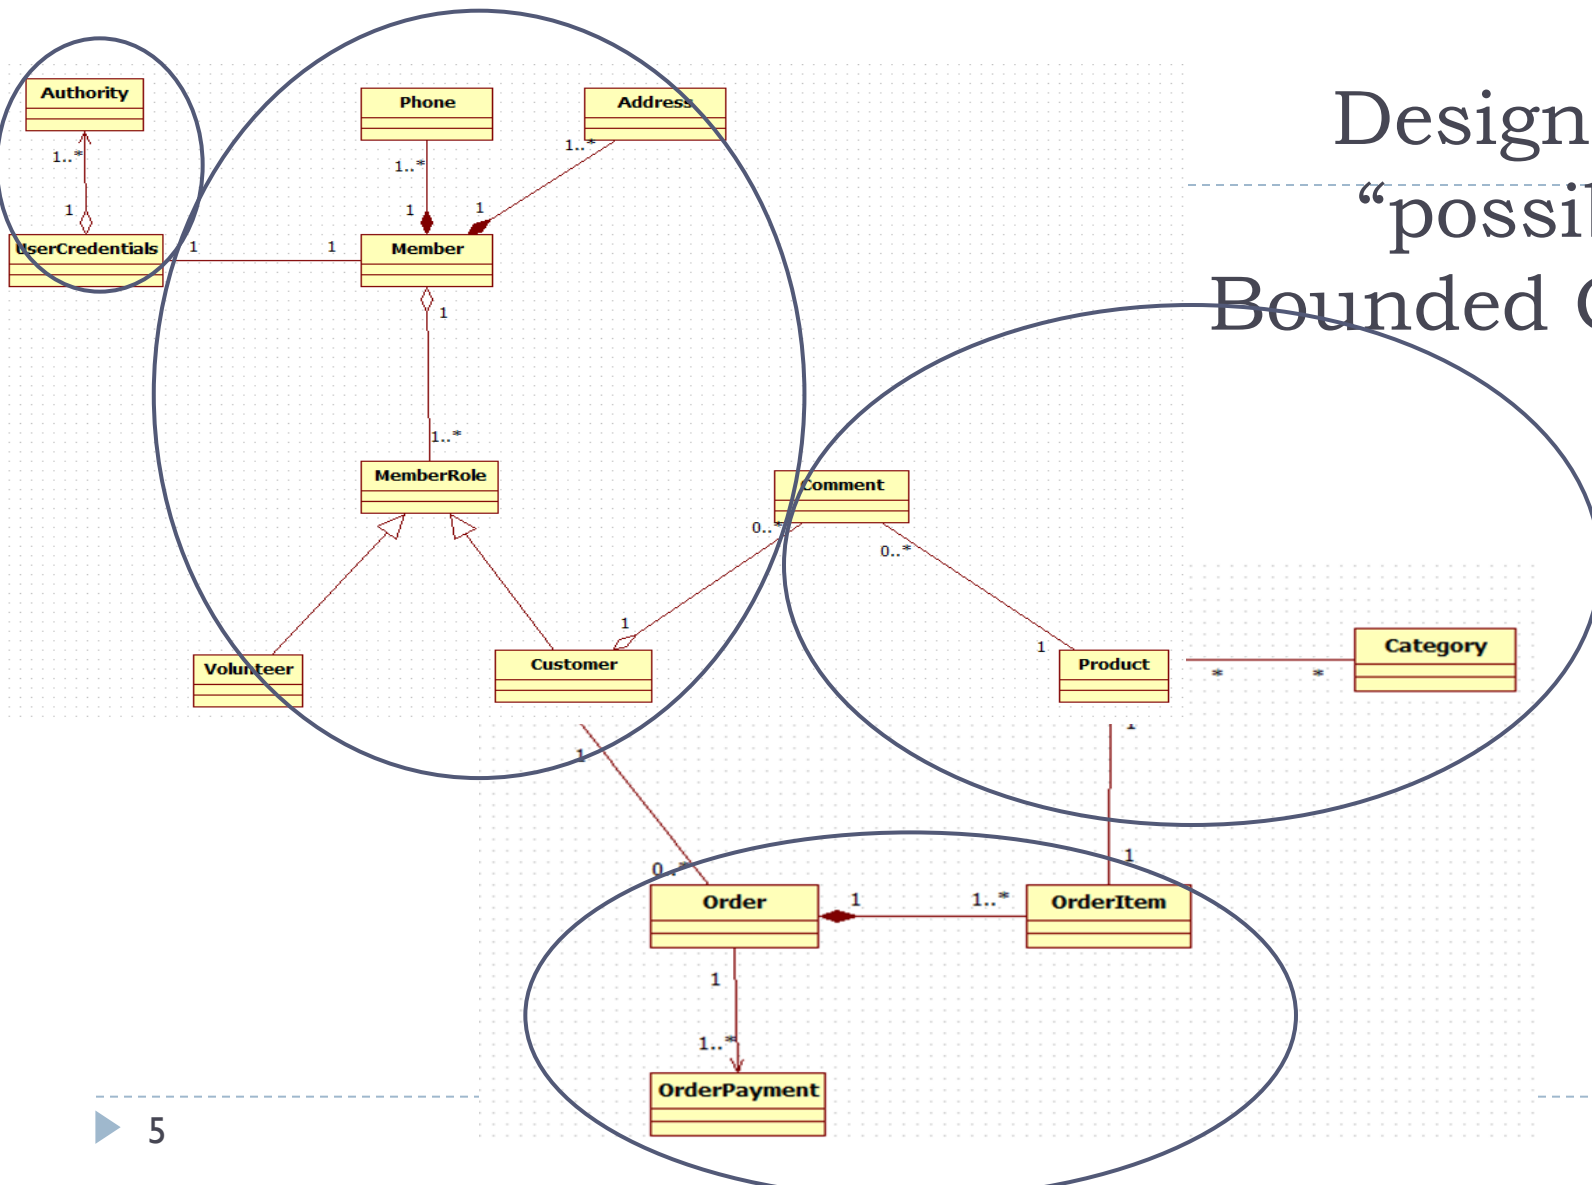 Design
“possi
Bounded
Authority
1..*
1
UserCredentials
1
1
Phone
1..*
1
Address
1..*
1
Member
1
1..*
MemberRole
Volunteer
Customer
1
Comment
0..*
0..*
1
Product
*
*
Category
1
1
1
0..*
Order
1
1..*
OrderItem
1
1..*
OrderPayment
5